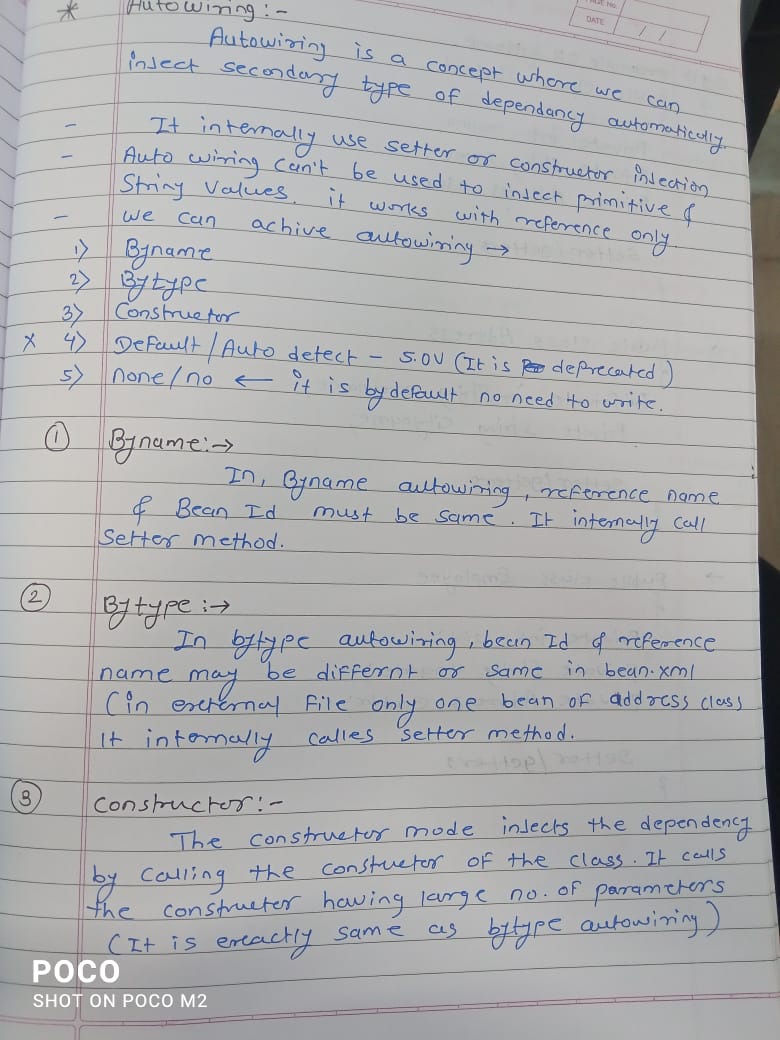 PAGE No.
DATE / /
* Autowiring :-
Autowiring is a concept where we can
inject secondary type of dependancy automatically.
- It internally use setter or constructor injection
- Auto wiring can't be used to inject primitive &
String values. it works with reference only.
- we can achive autowiring →
1) Byname
2) Bytype
3) Constructor
x 4) Default / Auto detect - 5.0V (It is deprecated)
5) none/no ← it is by default no need to write.
① Byname:→
In, Byname autowiring, reference name
& Bean Id must be same. It internally call
setter method.
② Bytype :→
In bytype autowiring, bean Id & reference
name may be differnt or same in bean.xml
(in external file only one bean of address class
It internally calles setter method.
③ constructor:-
The constructor mode injects the dependency
by calling the constuctor of the class. It calls
the constructer having large no. of parameters
(It is exactly same as bytype autowiring)
POCO
SHOT ON POCO M2